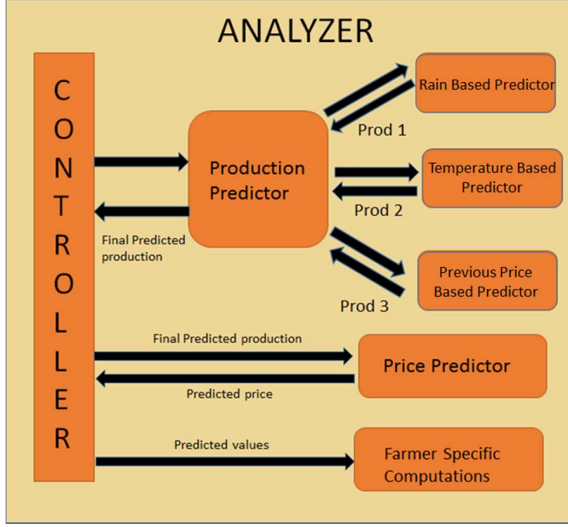 ANALYZER
CONTROLLER
Rain Based Predictor
Prod 1
Production
Predictor
Temperature Based
Predictor
Prod 2
Final Predicted
production
Previous Price
Based Predictor
Prod 3
Final Predicted production
Price Predictor
Predicted price
Predicted values
Farmer Specific
Computations